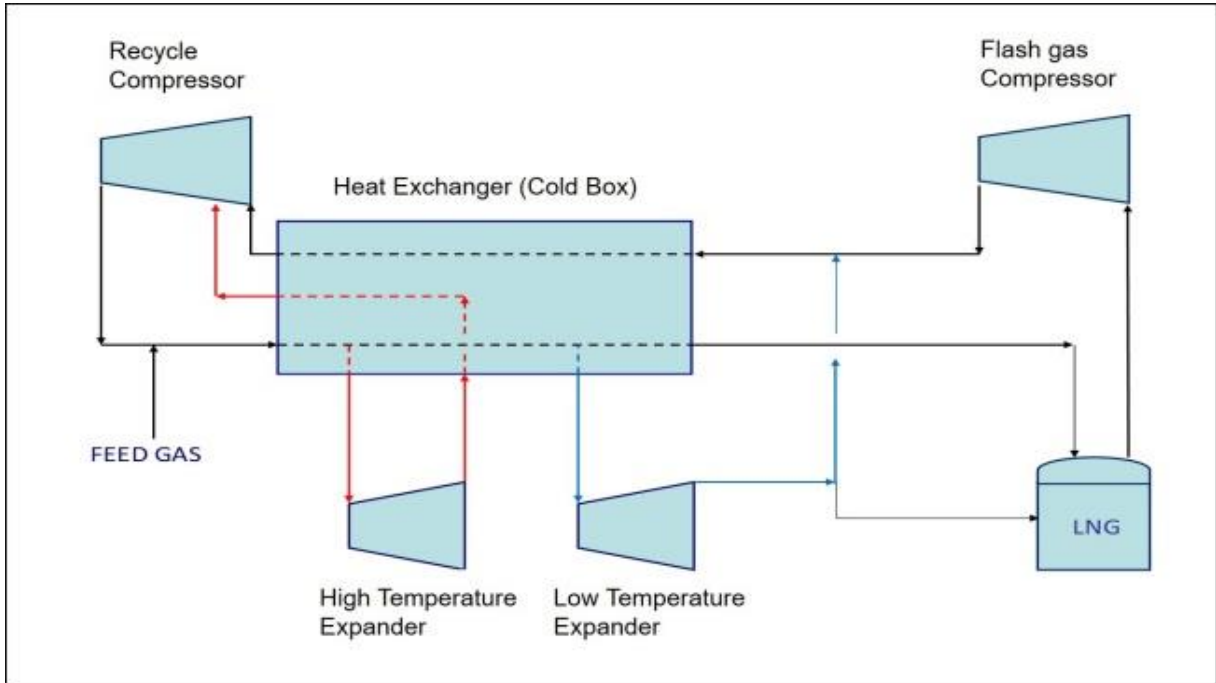 Recycle
Compressor
Flash gas
Compressor
Heat Exchanger (Cold Box)
FEED GAS
LNG
High Temperature
Expander
Low Temperature
Expander